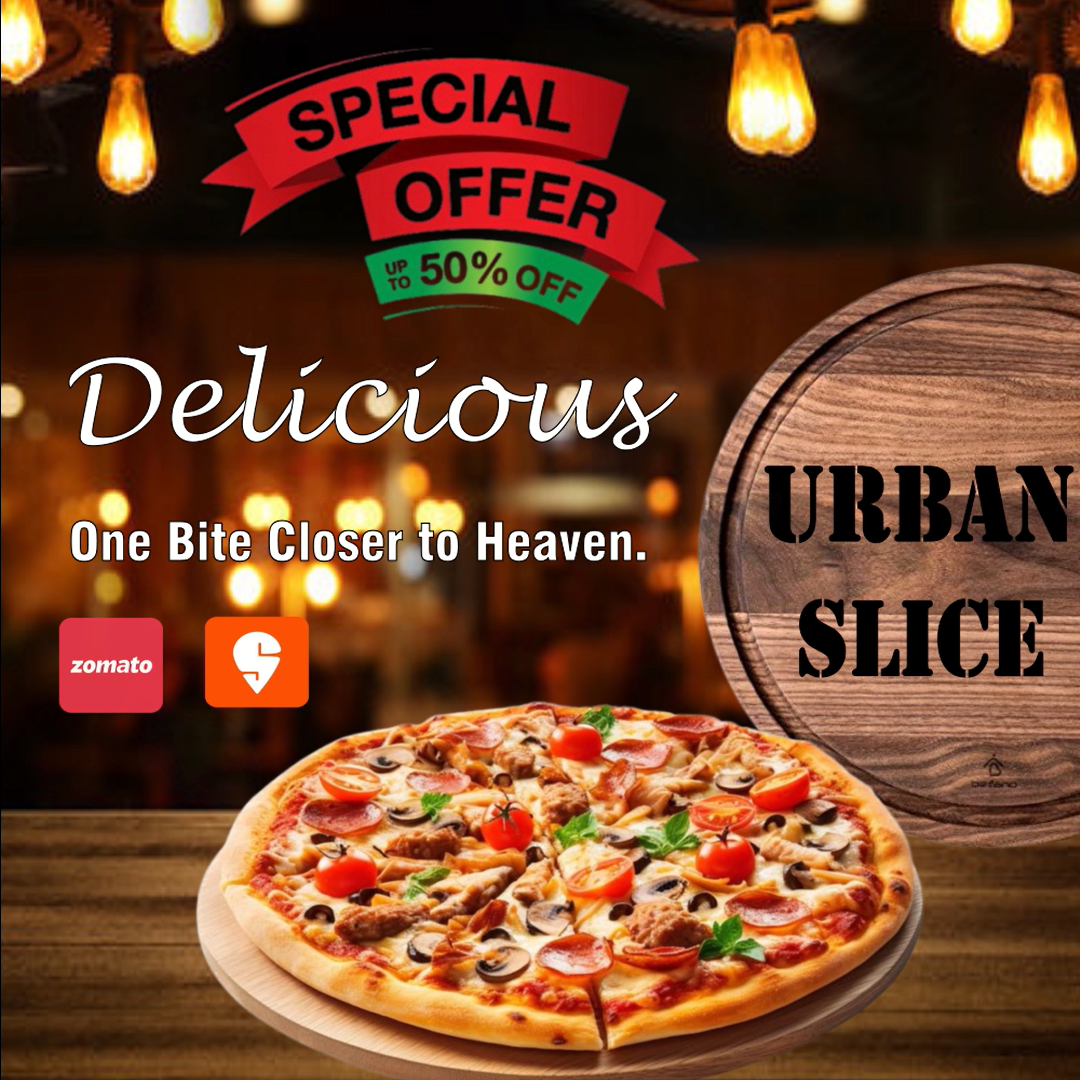 SPECIAL
OFFER
UP TO 50% OFF
Delicious
One Bite Closer to Heaven.
zomato
URBAN
SLICE